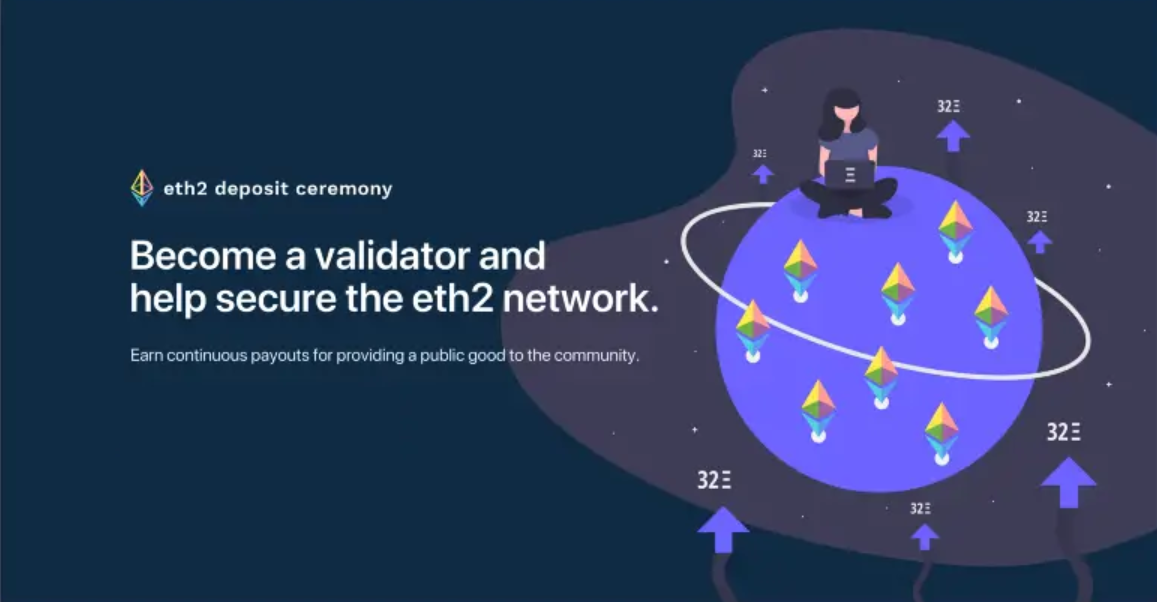 eth2 deposit ceremony
Become a validator and
help secure the eth2 network.
Earn continuous payouts for providing a public good to the community.
32Ξ
32Ξ
32Ξ
Ξ
32Ξ
32Ξ
32Ξ